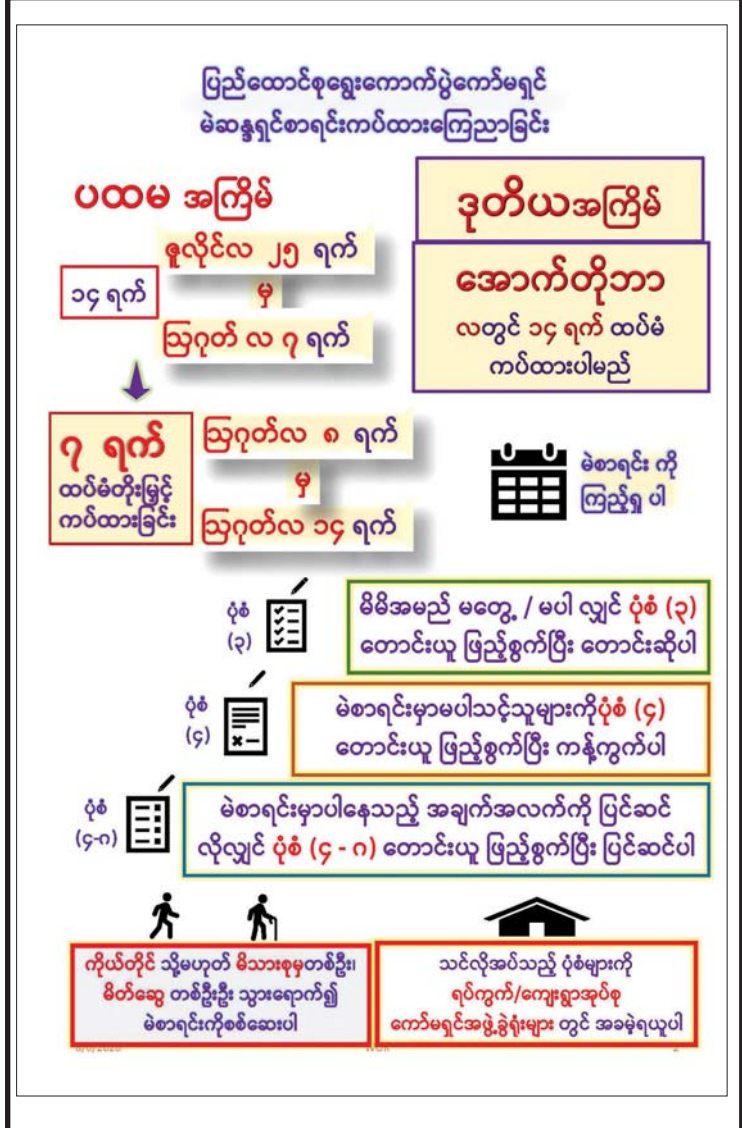 ပြည်ထောင်စုရွေးကောက်ပွဲကော်မရှင်
မဲဆန္ဒရှင်စာရင်းကပ်ထားကြေညာခြင်း
ပထမ အကြိမ်
ဇူလိုင်လ ၂၅ ရက်
၁၄ ရက်
မှ
ဩဂုတ် လ ၇ ရက်
ဒုတိယအကြိမ်
အောက်တိုဘာ
လတွင် ၁၄ ရက် ထပ်မံ
ကပ်ထားပါမည်
၇ ရက်
ထပ်မံတိုးမြှင့်
ကပ်ထားခြင်း
ဩဂုတ်လ ၈ ရက်
မှ
ဩဂုတ်လ ၁၄ ရက်
မဲစာရင်း ကို
ကြည့်ရှု ပါ
ပုံစံ
(၃)
မိမိအမည် မတွေ့ / မပါ လျှင် ပုံစံ (၃)
တောင်းယူ ဖြည့်စွက်ပြီး တောင်းဆိုပါ
ပုံစံ
(၄)
မဲစာရင်းမှာမပါသင့်သူများကိုပုံစံ (၄)
တောင်းယူ ဖြည့်စွက်ပြီး ကန့်ကွက်ပါ
ပုံစံ
(၄-ဂ)
မဲစာရင်းမှာပါနေသည့် အချက်အလက်ကို ပြင်ဆင်
လိုလျှင် ပုံစံ (၄ - ဂ) တောင်းယူ ဖြည့်စွက်ပြီး ပြင်ဆင်ပါ
ကိုယ်တိုင် သို့မဟုတ် မိသားစုမှတစ်ဦး၊
မိတ်ဆွေ တစ်ဦးဦး သွားရောက်၍
မဲစာရင်းကိုစစ်ဆေးပါ
သင်လိုအပ်သည့် ပုံစံများကို
ရပ်ကွက်/ကျေးရွာအုပ်စု
ကော်မရှင်အဖွဲ့ခွဲရုံးများ တွင် အခမဲ့ရယူပါ